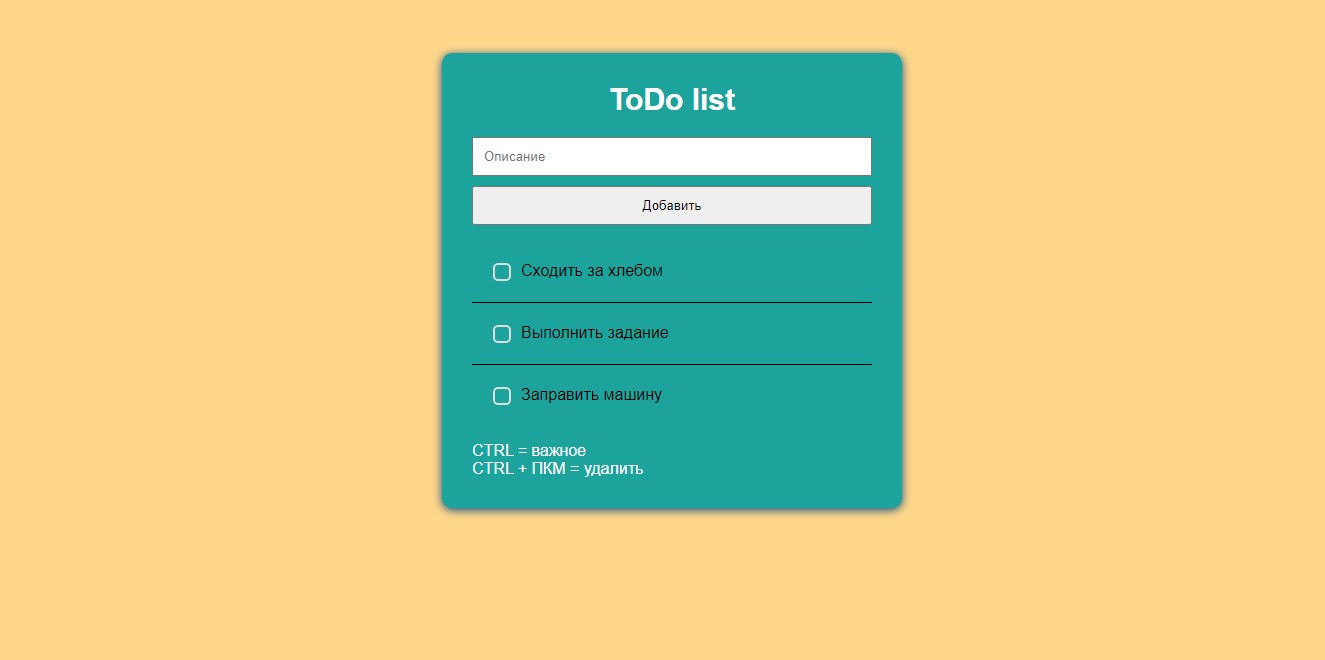 ToDo list
Описание
Добавить
Сходить за хлебом
Выполнить задание
Заправить машину
CTRL = важное
CTRL + ПКМ = удалить